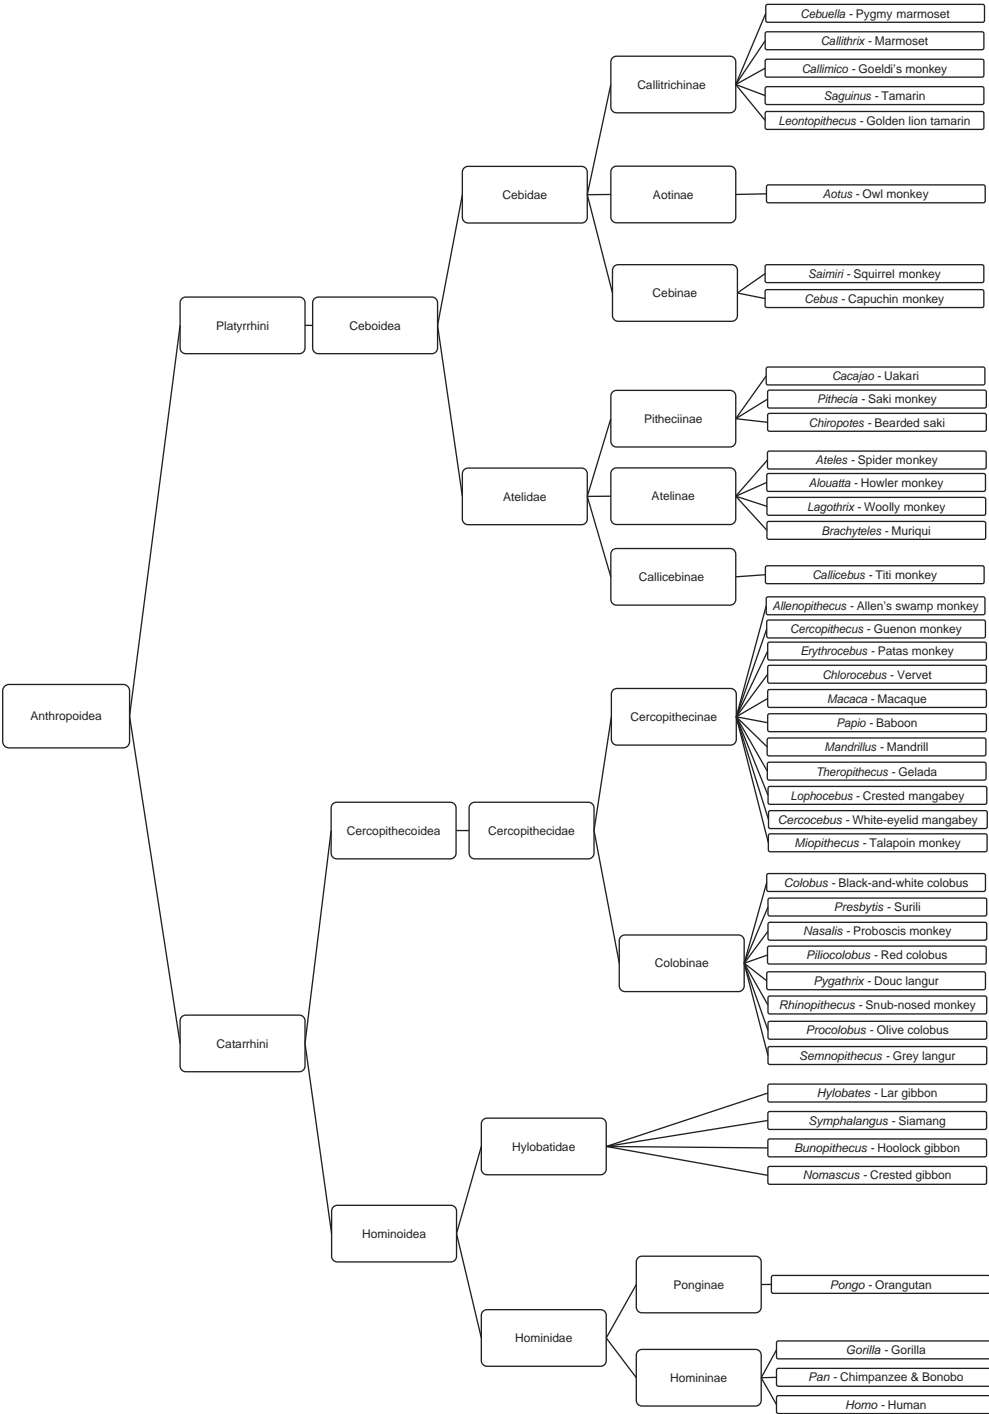 Cebuella - Pygmy marmoset
Callithrix - Marmoset
Callitrichinae
Callimico - Goeldi's monkey
Saguinus - Tamarin
Leontopithecus - Golden lion tamarin
Cebidae
Aotinae
Aotus - Owl monkey
Saimiri - Squirrel monkey
Cebinae
Cebus - Capuchin monkey
Platyrrhini
Ceboidea
Cacajao - Uakari
Pithecia - Saki monkey
Pitheciinae
Chiropotes - Bearded saki
Ateles - Spider monkey
Alouatta - Howler monkey
Atelidae
Atelinae
Lagothrix - Woolly monkey
Brachyteles - Muriqui
Callicebinae
Callicebus - Titi monkey
Allenopithecus - Allen's swamp monkey
Cercopithecus - Guenon monkey
Erythrocebus - Patas monkey
Chlorocebus - Vervet
Macaca - Macaque
Anthropoidea
Cercopithecinae
Papio - Baboon
Mandrillus - Mandrill
Theropithecus - Gelada
Lophocebus - Crested mangabey
Cercocebus - White-eyelid mangabey
Cercopithecoidea
Cercopithecidae
Miopithecus - Talapoin monkey
Colobus - Black-and-white colobus
Presbytis - Surili
Nasalis - Proboscis monkey
Piliocolobus - Red colobus
Colobinae
Pygathrix - Douc langur
Rhinopithecus - Snub-nosed monkey
Procolobus - Olive colobus
Catarrhini
Semnopithecus - Grey langur
Hylobates - Lar gibbon
Symphalangus - Siamang
Hylobatidae
Bunopithecus - Hoolock gibbon
Nomascus - Crested gibbon
Hominoidea
Ponginae
Pongo - Orangutan
Hominidae
Gorilla - Gorilla
Homininae
Pan - Chimpanzee & Bonobo
Homo - Human